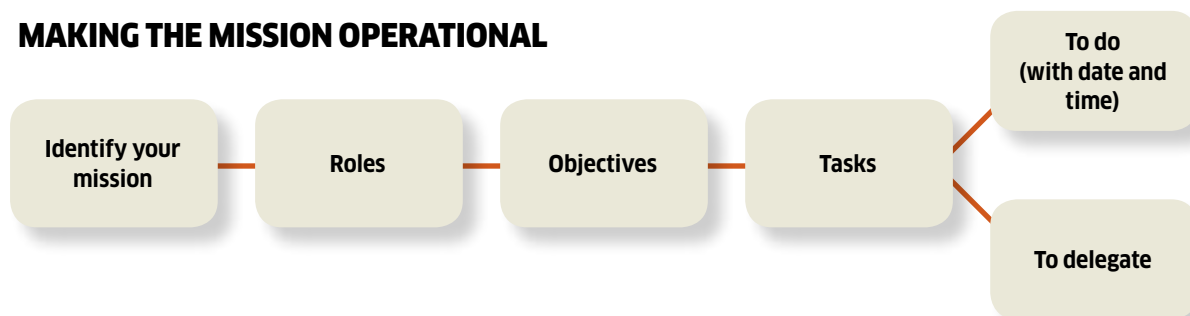 MAKING THE MISSION OPERATIONAL
Identify your
mission
Roles
Objectives
Tasks
To do
(with date and
time)
To delegate